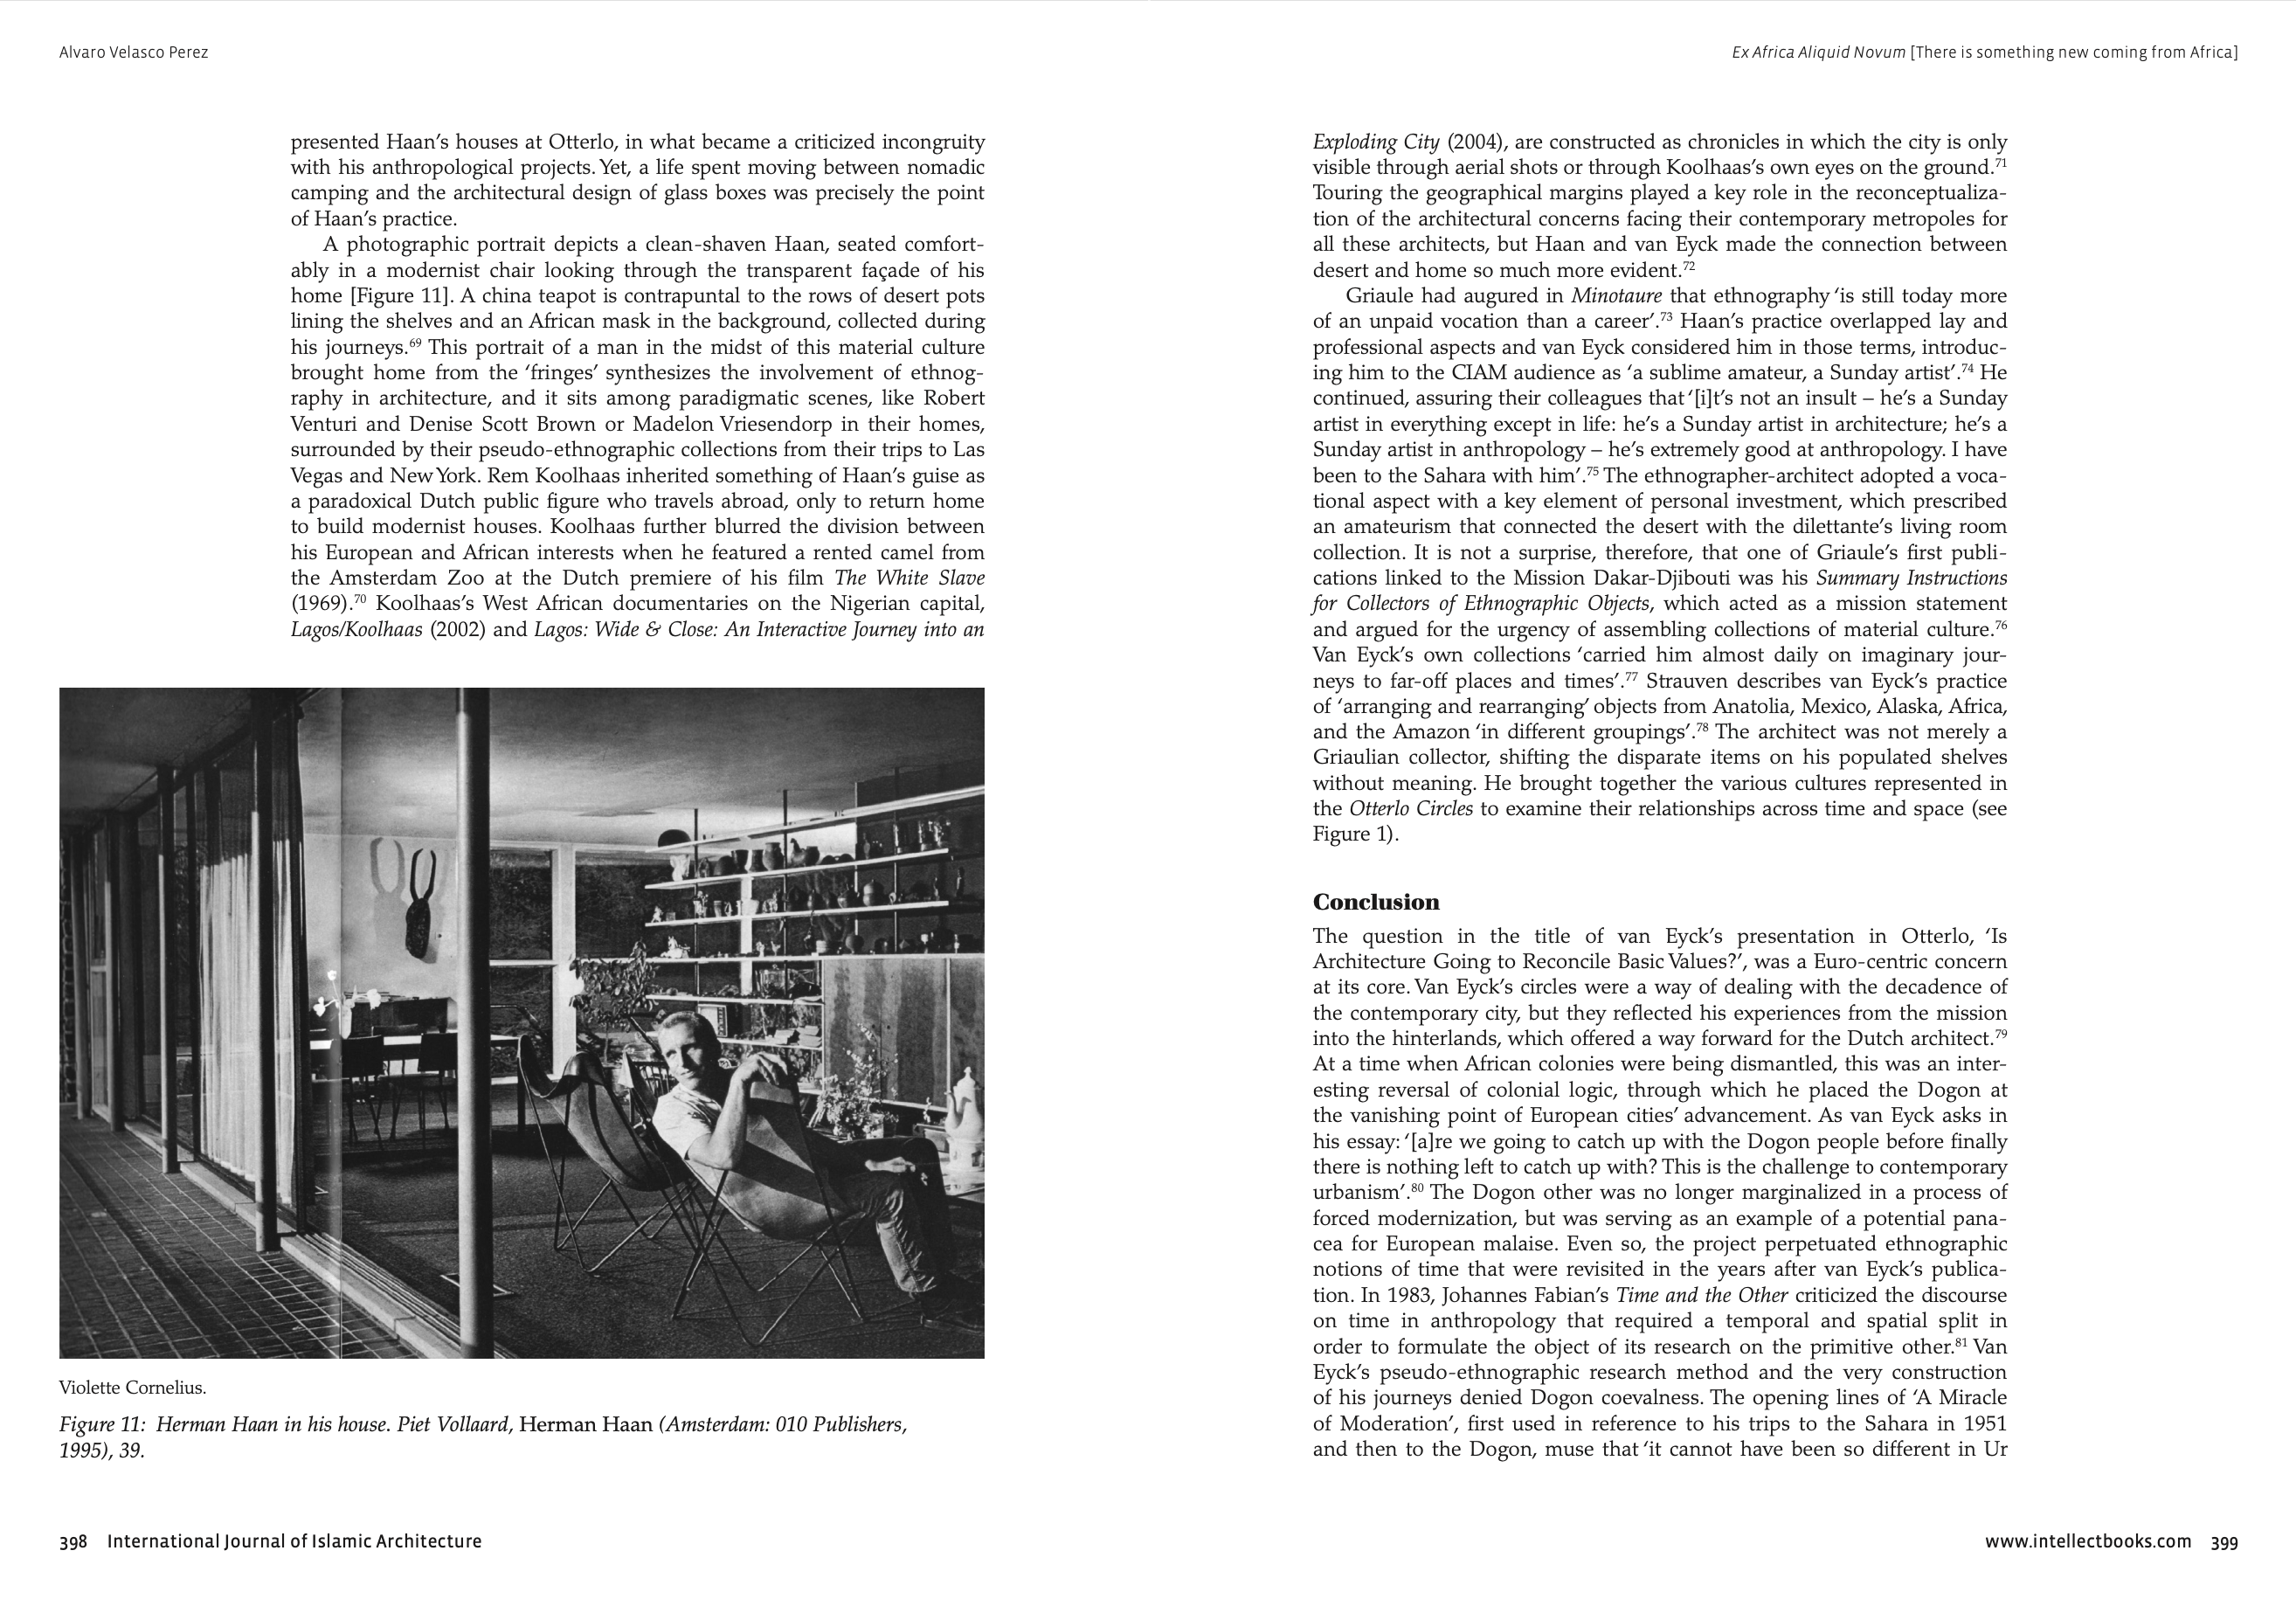 Alvaro Velasco Perez
presented Haan’s houses at Otterlo, in what became a criticized incongruity
with his anthropological projects. Yet, a life spent moving between nomadic
camping and the architectural design of glass boxes was precisely the point
of Haan’s practice.
A photographic portrait depicts a clean-shaven Haan, seated comfort-
ably in a modernist chair looking through the transparent façade of his
home [Figure 11]. A china teapot is contrapuntal to the rows of desert pots
lining the shelves and an African mask in the background, collected during
his journeys.69 This portrait of a man in the midst of this material culture
brought home from the ‘fringes’ synthesizes the involvement of ethnog-
raphy in architecture, and it sits among paradigmatic scenes, like Robert
Venturi and Denise Scott Brown or Madelon Vriesendorp in their homes,
surrounded by their pseudo-ethnographic collections from their trips to Las
Vegas and New York. Rem Koolhaas inherited something of Haan’s guise as
a paradoxical Dutch public figure who travels abroad, only to return home
to build modernist houses. Koolhaas further blurred the division between
his European and African interests when he featured a rented camel from
the Amsterdam Zoo at the Dutch premiere of his film The White Slave
(1969).70 Koolhaas’s West African documentaries on the Nigerian capital,
Lagos/Koolhaas (2002) and Lagos: Wide & Close: An Interactive Journey into an
Violette Cornelius.
Figure 11: Herman Haan in his house. Piet Vollaard, Herman Haan (Amsterdam: 010 Publishers,
1995), 39.
398 International Journal of Islamic Architecture
Ex Africa Aliquid Novum [There is something new coming from Africa]
Exploding City (2004), are constructed as chronicles in which the city is only
visible through aerial shots or through Koolhaas’s own eyes on the ground.71
Touring the geographical margins played a key role in the reconceptualiza-
tion of the architectural concerns facing their contemporary metropoles for
all these architects, but Haan and van Eyck made the connection between
desert and home so much more evident.72
Griaule had augured in Minotaure that ethnography ‘is still today more
of an unpaid vocation than a career’.73 Haan’s practice overlapped lay and
professional aspects and van Eyck considered him in those terms, introduc-
ing him to the CIAM audience as ‘a sublime amateur, a Sunday artist’.74 He
continued, assuring their colleagues that ‘[i]t’s not an insult – he’s a Sunday
artist in everything except in life: he’s a Sunday artist in architecture; he’s a
Sunday artist in anthropology – he’s extremely good at anthropology. I have
been to the Sahara with him’.75 The ethnographer-architect adopted a voca-
tional aspect with a key element of personal investment, which prescribed
an amateurism that connected the desert with the dilettante’s living room
collection. It is not a surprise, therefore, that one of Griaule’s first publi-
cations linked to the Mission Dakar-Djibouti was his Summary Instructions
for Collectors of Ethnographic Objects, which acted as a mission statement
and argued for the urgency of assembling collections of material culture.76
Van Eyck’s own collections ‘carried him almost daily on imaginary jour-
neys to far-off places and times’.77 Strauven describes van Eyck’s practice
of ‘arranging and rearranging’ objects from Anatolia, Mexico, Alaska, Africa,
and the Amazon ‘in different groupings’.78 The architect was not merely a
Griaulian collector, shifting the disparate items on his populated shelves
without meaning. He brought together the various cultures represented in
the Otterlo Circles to examine their relationships across time and space (see
Figure 1).
Conclusion
The question in the title of van Eyck’s presentation in Otterlo, ‘Is
Architecture Going to Reconcile Basic Values?’, was a Euro-centric concern
at its core. Van Eyck’s circles were a way of dealing with the decadence of
the contemporary city, but they reflected his experiences from the mission
into the hinterlands, which offered a way forward for the Dutch architect.79
At a time when African colonies were being dismantled, this was an inter-
esting reversal of colonial logic, through which he placed the Dogon at
the vanishing point of European cities’ advancement. As van Eyck asks in
his essay: ‘[a]re we going to catch up with the Dogon people before finally
there is nothing left to catch up with? This is the challenge to contemporary
urbanism’.80 The Dogon other was no longer marginalized in a process of
forced modernization, but was serving as an example of a potential pana-
cea for European malaise. Even so, the project perpetuated ethnographic
notions of time that were revisited in the years after van Eyck’s publica-
tion. In 1983, Johannes Fabian’s Time and the Other criticized the discourse
on time in anthropology that required a temporal and spatial split in
order to formulate the object of its research on the primitive other.81 Van
Eyck’s pseudo-ethnographic research method and the very construction
of his journeys denied Dogon coevalness. The opening lines of ‘A Miracle
of Moderation’, first used in reference to his trips to the Sahara in 1951
and then to the Dogon, muse that ‘it cannot have been so different in Ur
www.intellectbooks.com 399